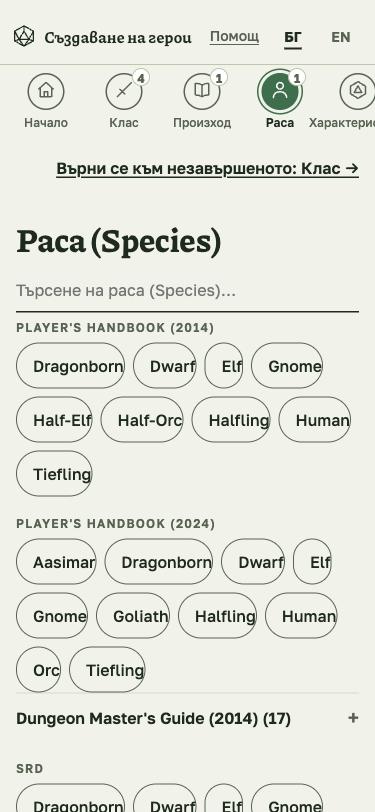 Създаване на герои Помощ БГ EN
4 1 1
Начало Клас Произход Раса Характерис
Върни се към незавършеното: Клас →
Раса (Species)
Търсене на раса (Species)...
PLAYER'S HANDBOOK (2014)
Dragonborn Dwarf Elf Gnome
Half-Elf Half-Orc Halfling Human
Tiefling
PLAYER'S HANDBOOK (2024)
Aasimar Dragonborn Dwarf Elf
Gnome Goliath Halfling Human
Orc Tiefling
Dungeon Master's Guide (2014) (17) +
SRD
Dragonborn Dwarf Elf Gnome